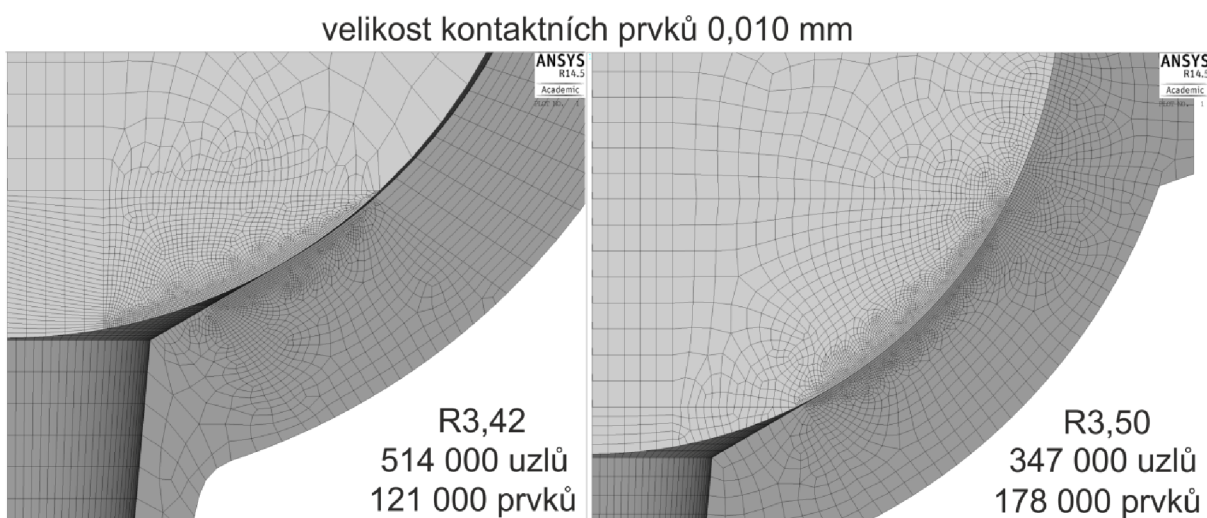 velikost kontaktních prvků 0,010 mm
ANSYS
R14.5
Academic
R3,42
514 000 uzlů
121 000 prvků
ANSYS
R14.5
Academic
R3,50
347 000 uzlů
178 000 prvků